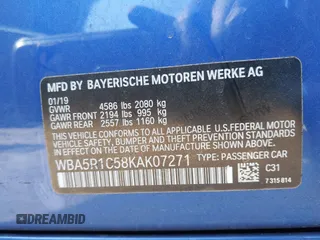 MFD BY BAYERISCHE MOTOREN WERKE AG
01/19
GVWR 4586 lbs 2080 kg
GAWR FRONT 2194 lbs 995 kg
GAWR REAR 2557 lbs 1160 kg
THIS VEHICLE CONFORMS TO ALL APPLICABLE U.S. FEDERAL MOTOR
VEHICLE SAFETY, BUMPER, AND THEFT PREVENTION STANDARDS
IN EFFECT ON THE DATE OF MANUFACTURE SHOWN ABOVE.
WBA5R1C58KAK07271 TYPE: PASSENGER CAR
C31
7 315 814
DREAMBID